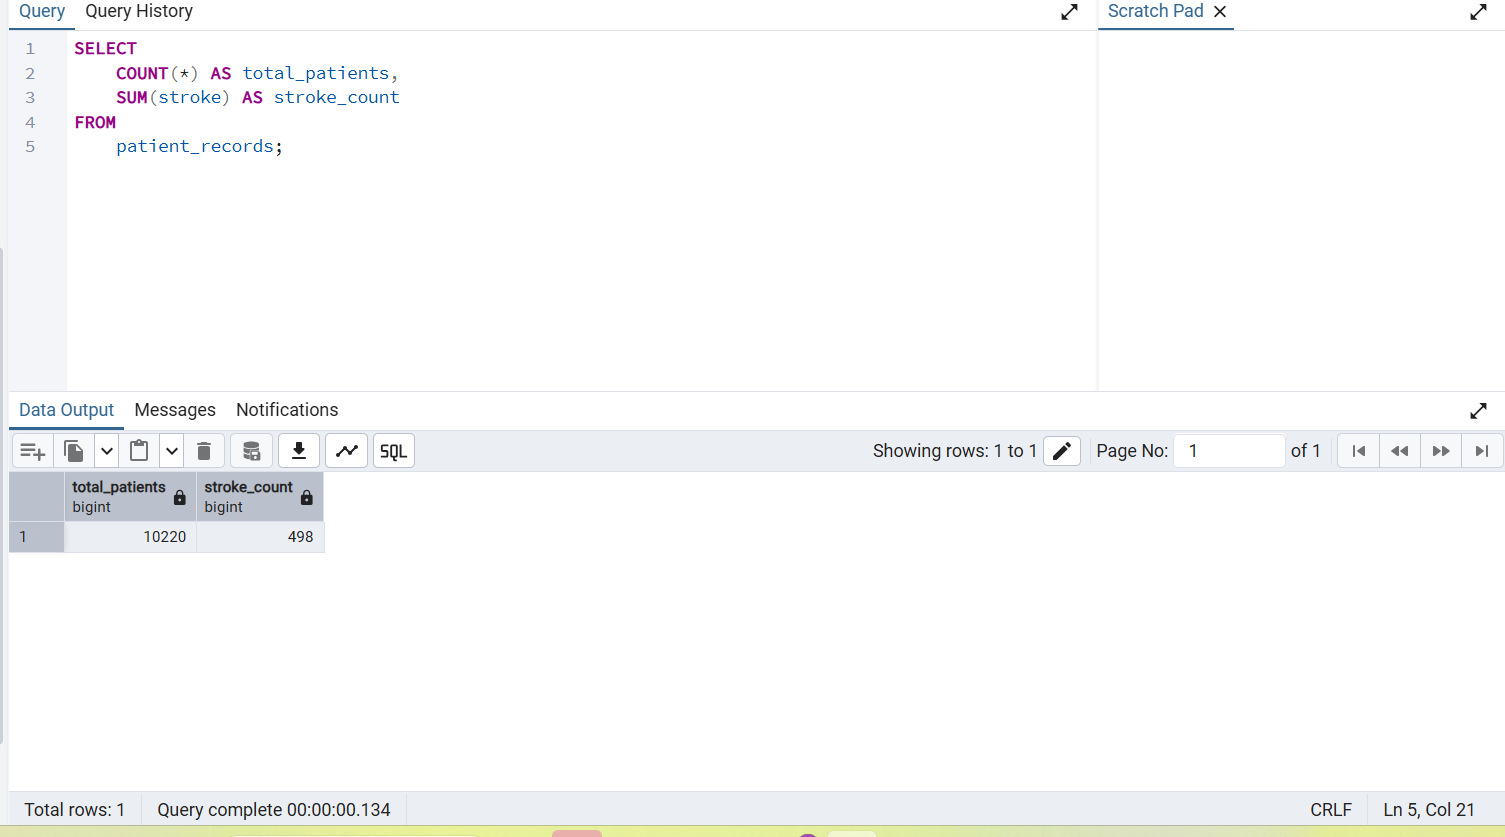 Query Query History Scratch Pad
1 SELECT
2 COUNT(*) AS total_patients,
3 SUM(stroke) AS stroke_count
4 FROM
5 patient_records;
Data Output Messages Notifications
SQL Showing rows: 1 to 1 Page No: 1 of 1
total_patients stroke_count
bigint bigint
1 10220 498
Total rows: 1 Query complete 00:00:00.134 CRLF Ln 5, Col 21